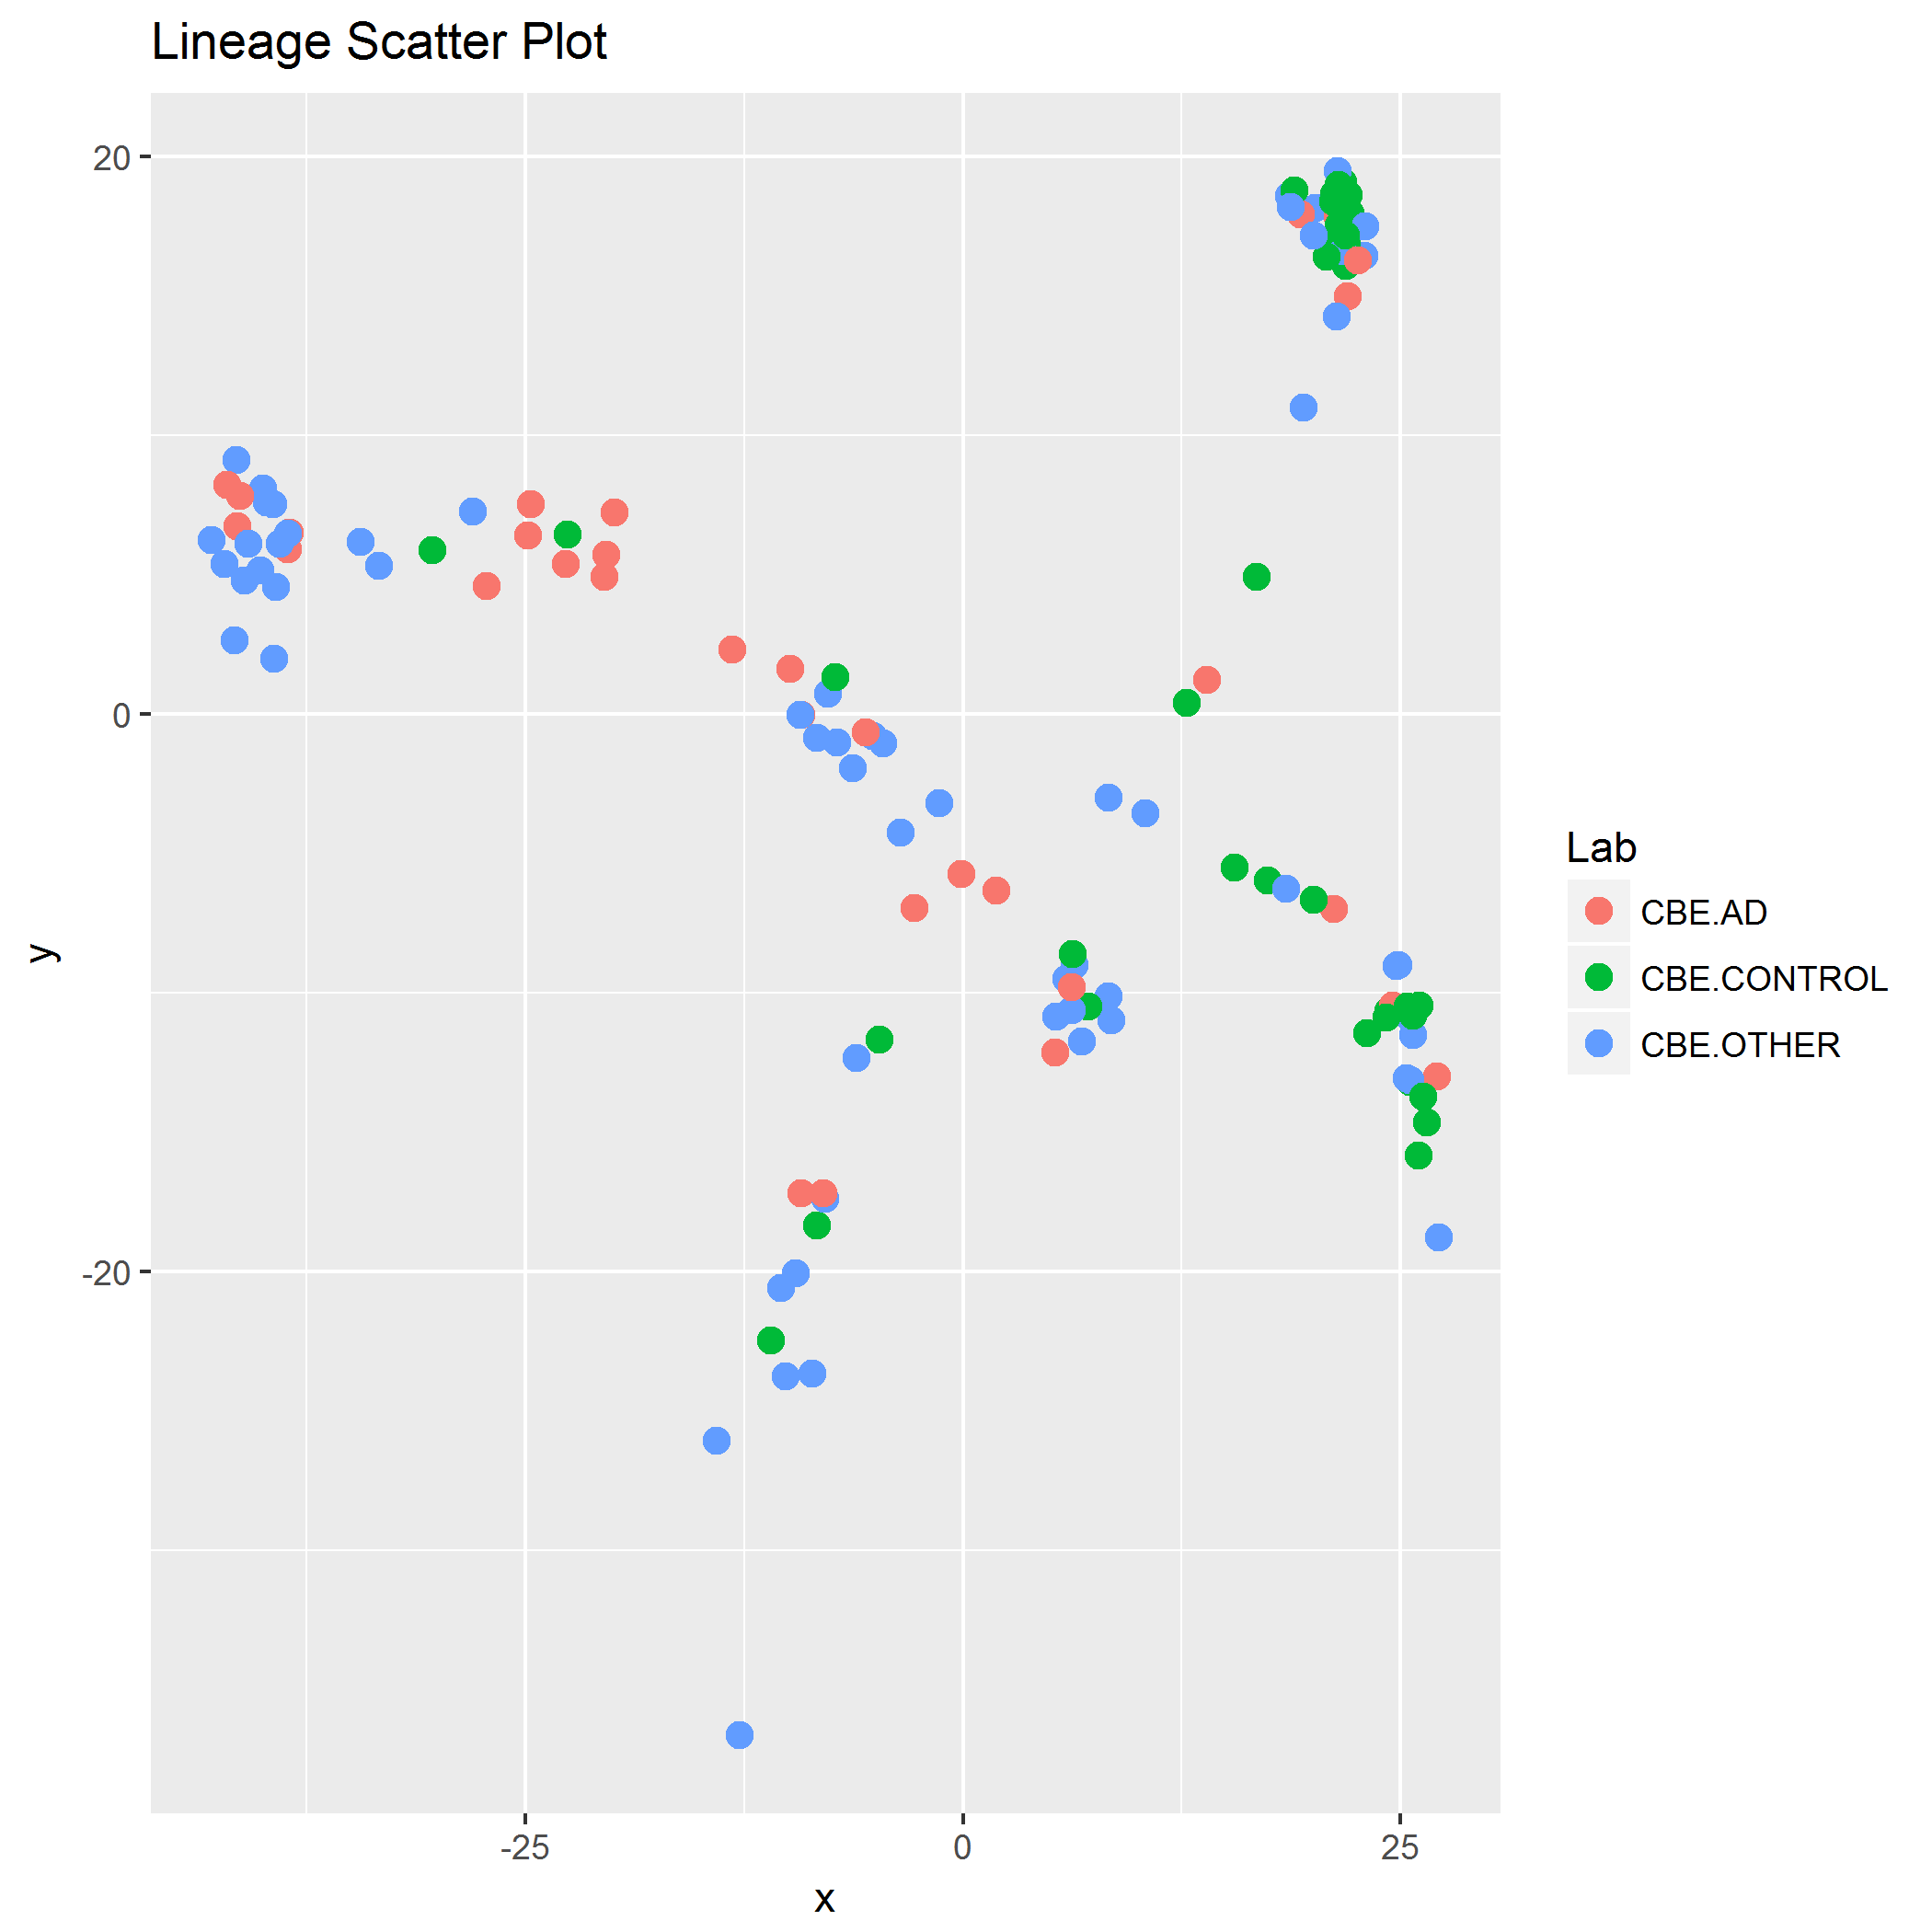 Lineage Scatter Plot
20
0
-20
y
-25
0
25
x
Lab
CBE.AD
CBE.CONTROL
CBE.OTHER